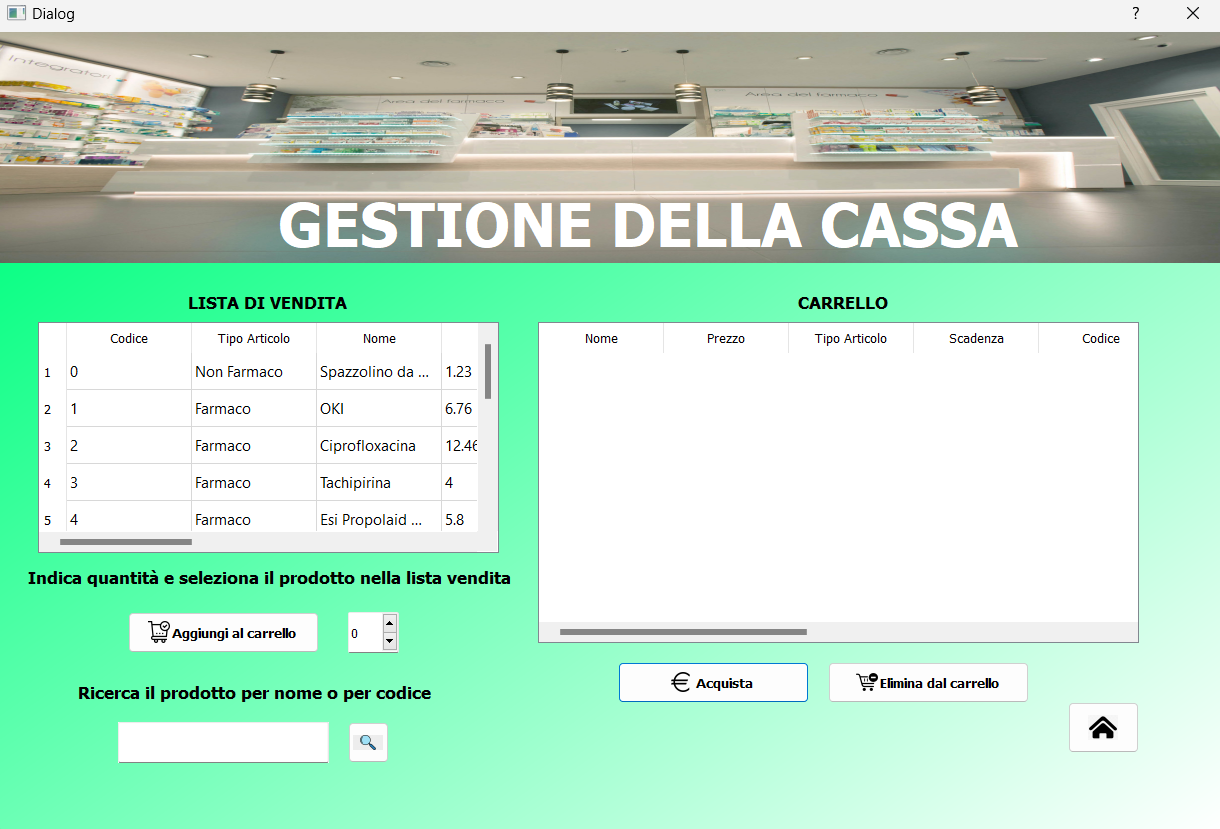 Dialog
?
Integratori
Area del farmaco
Area del farmaco
GESTIONE DELLA CASSA
LISTA DI VENDITA
Codice Tipo Articolo Nome
1 0 Non Farmaco Spazzolino da ... 1.23
2 1 Farmaco OKI 6.76
3 2 Farmaco Ciprofloxacina 12.46
4 3 Farmaco Tachipirina 4
5 4 Farmaco Esi Propolaid ... 5.8
CARRELLO
Nome Prezzo Tipo Articolo Scadenza Codice
Indica quantità e seleziona il prodotto nella lista vendita
Aggiungi al carrello
0
Ricerca il prodotto per nome o per codice
€ Acquista
Elimina dal carrello